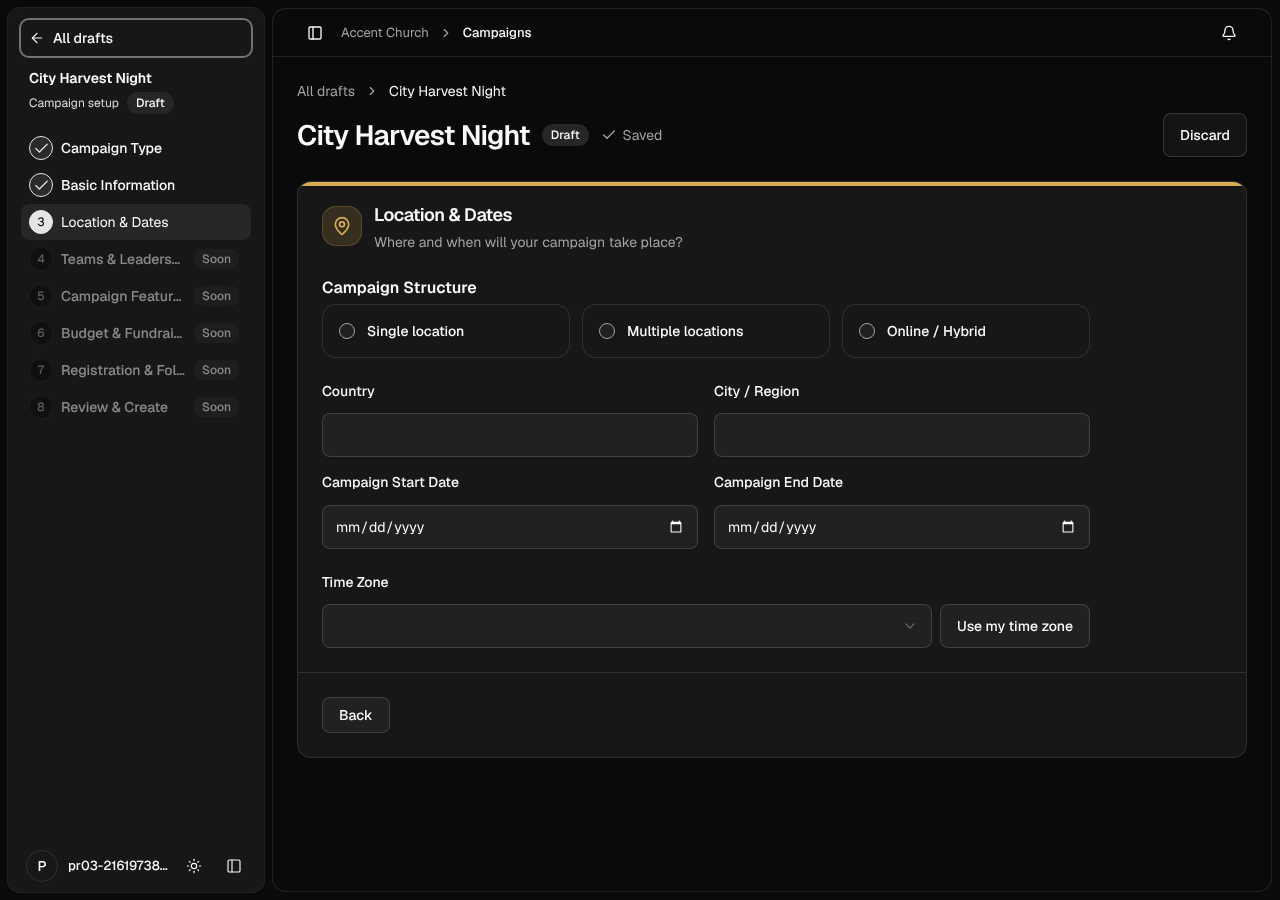 All drafts
City Harvest Night
Campaign setup Draft
Campaign Type
Basic Information
3 Location & Dates
4 Teams & Leaders... Soon
5 Campaign Featur... Soon
6 Budget & Fundrai... Soon
7 Registration & Fol... Soon
8 Review & Create Soon
P pr03-21619738...
Accent Church > Campaigns
All drafts > City Harvest Night
City Harvest Night Draft Saved
Discard
Location & Dates
Where and when will your campaign take place?
Campaign Structure
Single location Multiple locations Online / Hybrid
Country City / Region
Campaign Start Date Campaign End Date
mm/dd/yyyy mm/dd/yyyy
Time Zone
Use my time zone
Back